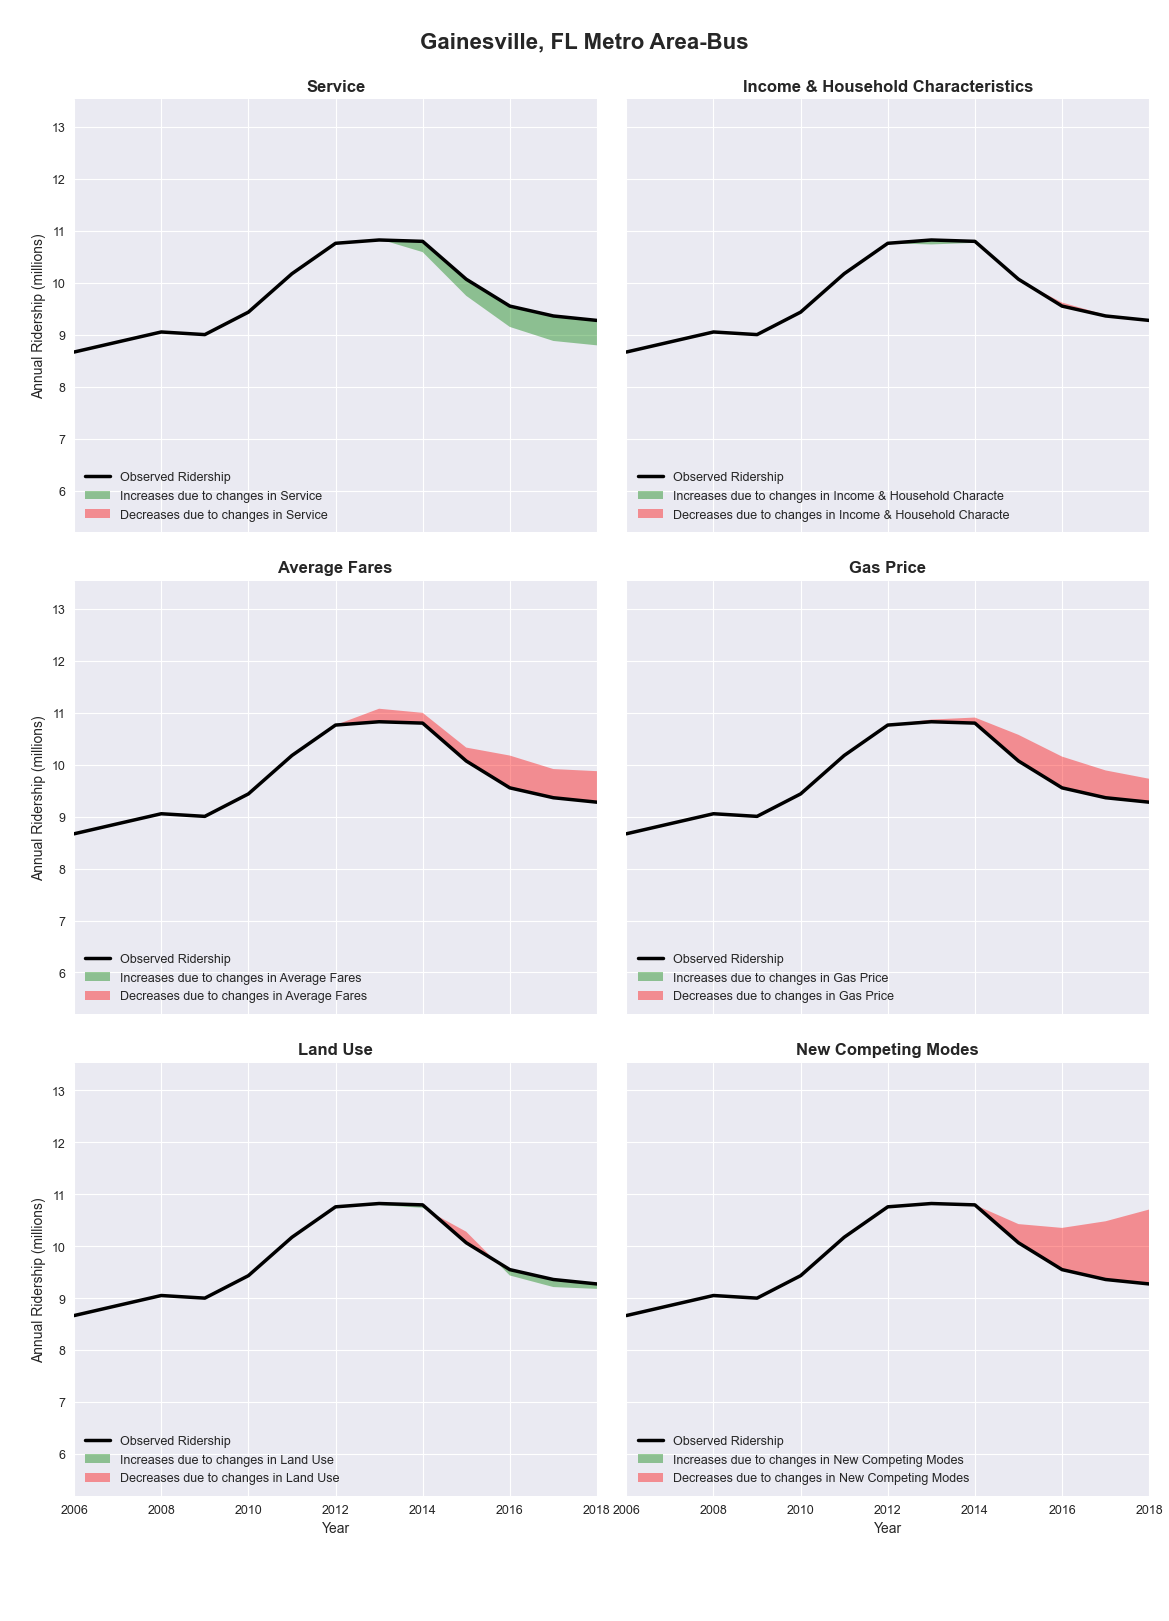 Gainesville, FL Metro Area-Bus
Service
Income & Household Characteristics
13
12
11
10
9
8
7
6
Annual Ridership (millions)
Observed Ridership
Increases due to changes in Service
Decreases due to changes in Service
Observed Ridership
Increases due to changes in Income & Household Characte
Decreases due to changes in Income & Household Characte
Average Fares
Gas Price
13
12
11
10
9
8
7
6
Annual Ridership (millions)
Observed Ridership
Increases due to changes in Average Fares
Decreases due to changes in Average Fares
Observed Ridership
Increases due to changes in Gas Price
Decreases due to changes in Gas Price
Land Use
New Competing Modes
13
12
11
10
9
8
7
6
Annual Ridership (millions)
Observed Ridership
Increases due to changes in Land Use
Decreases due to changes in Land Use
Observed Ridership
Increases due to changes in New Competing Modes
Decreases due to changes in New Competing Modes
2006 2008 2010 2012 2014 2016 2018
2006 2008 2010 2012 2014 2016 2018
Year
Year